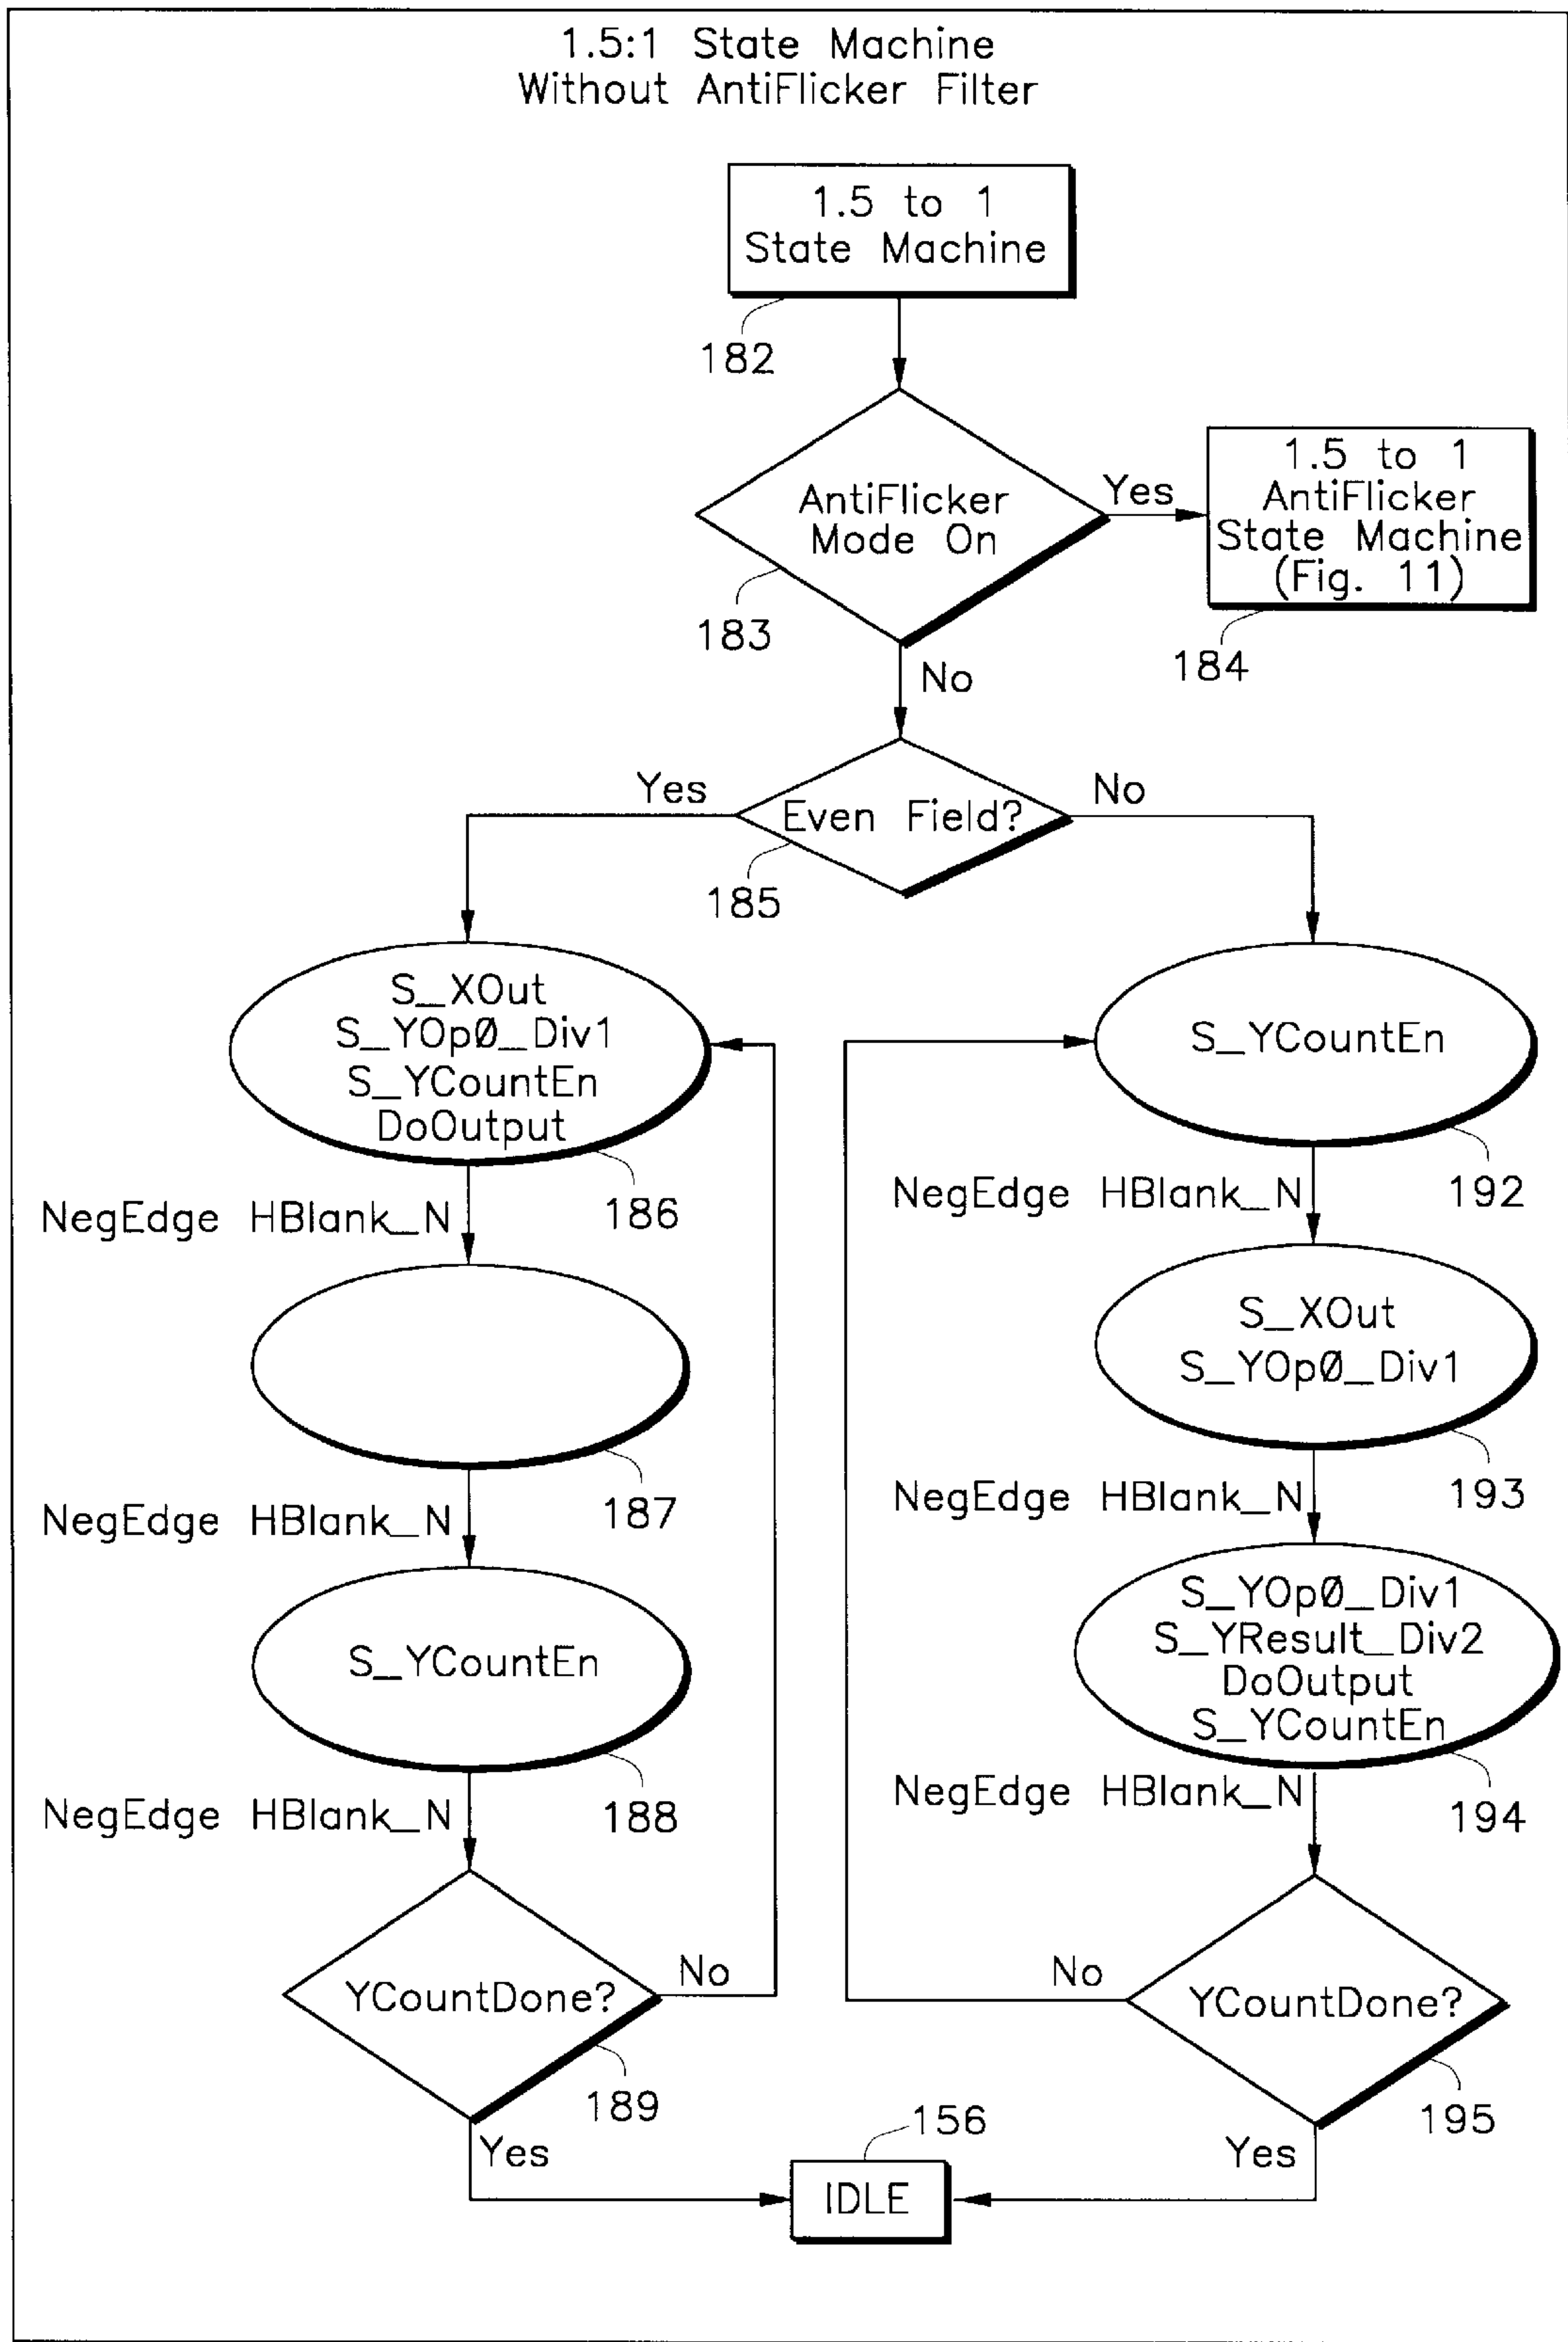 1.5:1 State Machine
Without AntiFlicker Filter
1.5 to 1
State Machine
182
AntiFlicker
Mode On
183
Yes
1.5 to 1
AntiFlicker
State Machine
(Fig. 11)
184
No
Even Field?
185
Yes
No
S_XOut
S_YOpØ_Div1
S_YCountEn
DoOutput
186
NegEdge HBlank_N
187
NegEdge HBlank_N
S_YCountEn
188
NegEdge HBlank_N
YCountDone?
189
No
Yes
S_YCountEn
192
NegEdge HBlank_N
S_XOut
S_YOpØ_Div1
193
NegEdge HBlank_N
S_YOpØ_Div1
S_YResult_Div2
DoOutput
S_YCountEn
194
NegEdge HBlank_N
No
YCountDone?
195
Yes
156
IDLE